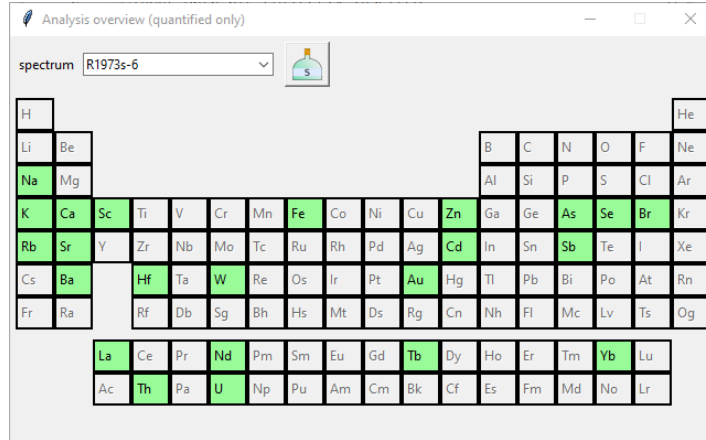 Analysis overview (quantified only)
spectrum R1973s-6
S
H He
Li Be B C N O F Ne
Na Mg Al Si P S Cl Ar
K Ca Sc Ti V Cr Mn Fe Co Ni Cu Zn Ga Ge As Se Br Kr
Rb Sr Y Zr Nb Mo Tc Ru Rh Pd Ag Cd In Sn Sb Te I Xe
Cs Ba Hf Ta W Re Os Ir Pt Au Hg Tl Pb Bi Po At Rn
Fr Ra Rf Db Sg Bh Hs Mt Ds Rg Cn Nh Fl Mc Lv Ts Og
La Ce Pr Nd Pm Sm Eu Gd Tb Dy Ho Er Tm Yb Lu
Ac Th Pa U Np Pu Am Cm Bk Cf Es Fm Md No Lr